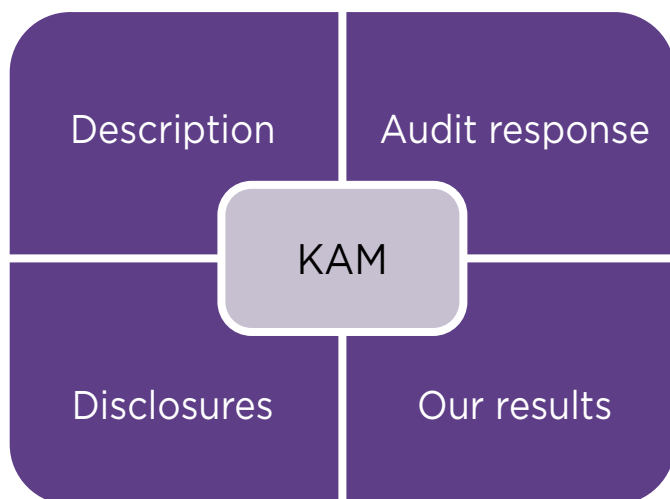 Description
Audit response
KAM
Disclosures
Our results